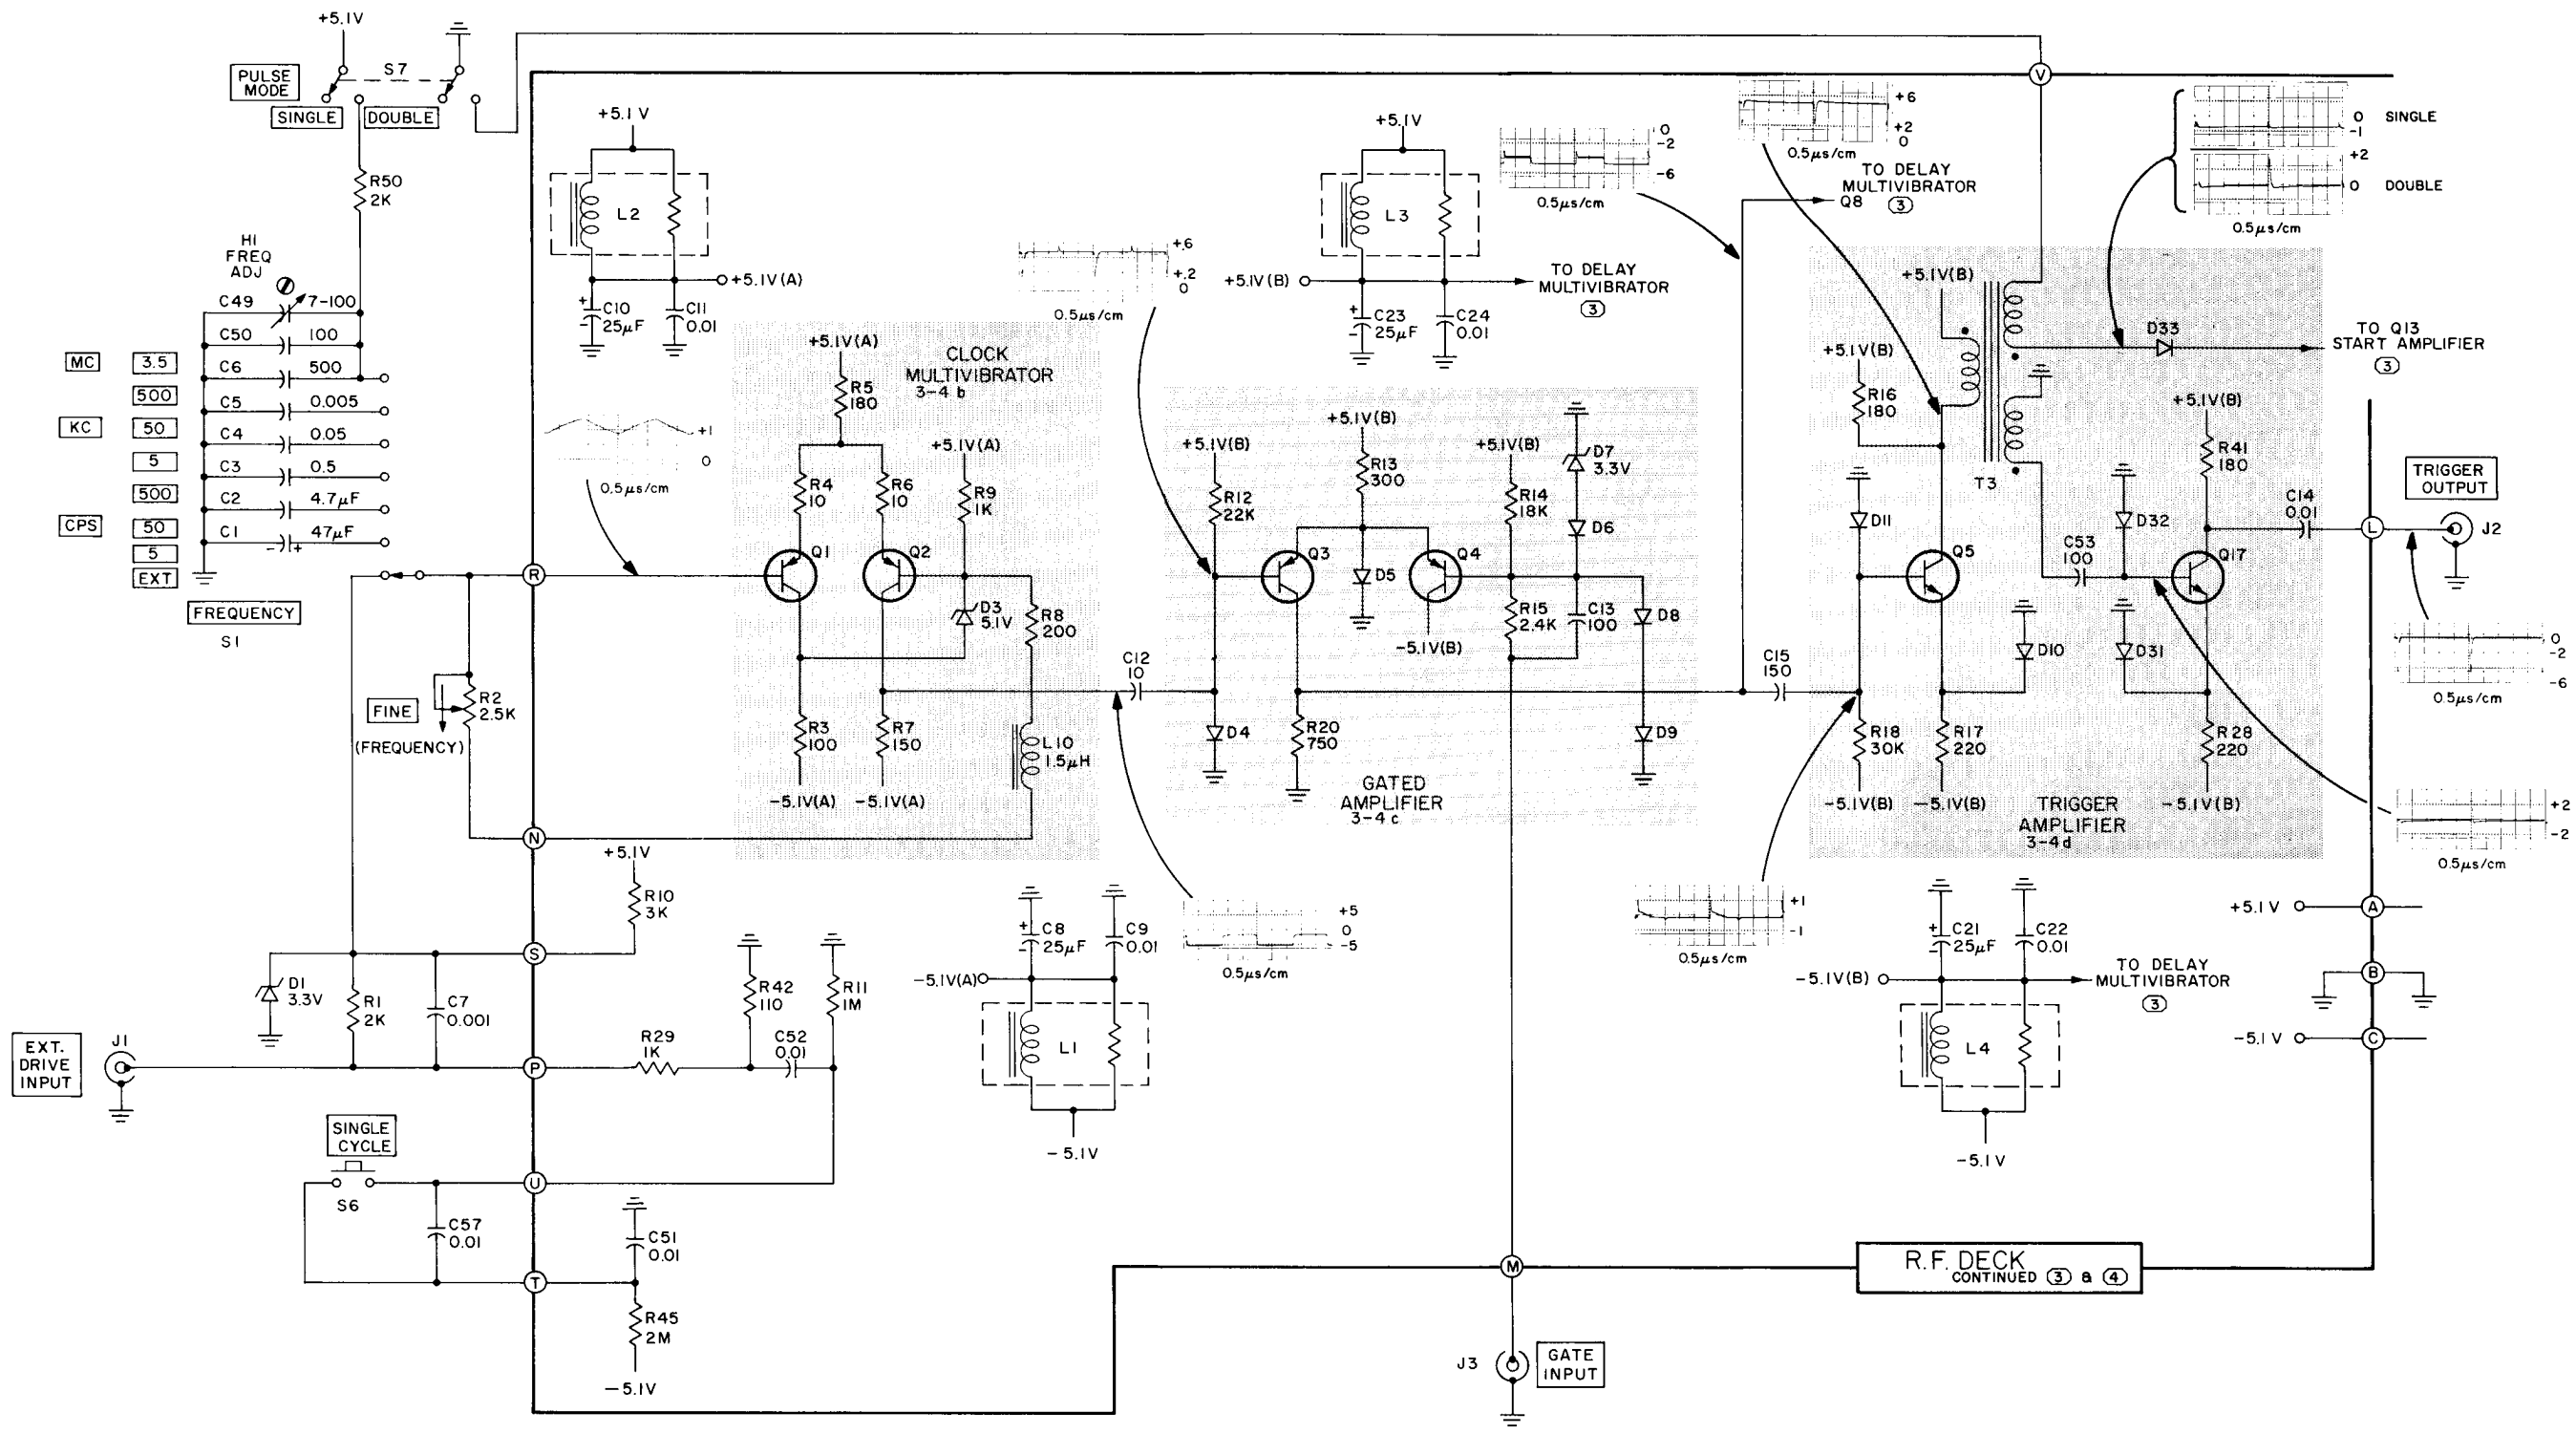 +5.1V
S7
PULSE
MODE
SINGLE
DOUBLE
R50
2K
HI
FREQ
ADJ
C49
7-100
C50
100
MC
3.5
C6
500
500
C5
0.005
KC
50
C4
0.05
5
C3
0.5
500
C2
4.7µF
CPS
50
C1
47µF
- +
5
EXT
FREQUENCY
S1
FINE
(FREQUENCY)
R2
2.5K
R
N
+5.1V
R10
3K
S
D1
3.3V
R1
2K
C7
0.001
EXT.
DRIVE
INPUT
J1
P
R29
1K
R42
110
C52
0.01
R11
1M
SINGLE
CYCLE
S6
U
C57
0.01
T
C51
0.01
R45
2M
-5.1V
+5.1V
L2
+5.1V(A)
+
-
C10
25µF
C11
0.01
+1
0
0.5µs/cm
CLOCK
MULTIVIBRATOR
3-4b
+5.1V(A)
R5
180
R4
10
R6
10
+5.1V(A)
R9
1K
Q1
Q2
D3
5.1V
R8
200
R3
100
R7
150
L10
1.5µH
-5.1V(A)
-5.1V(A)
C12
10
+.6
+.2
0
0.5µs/cm
+5
0
-5
0.5µs/cm
+
C8
25µF
C9
0.01
-5.1V(A)
L1
-5.1V
+5.1V
L3
+5.1V(B)
TO DELAY
MULTIVIBRATOR
3
+
-
C23
25µF
C24
0.01
0
-2
-6
0.5µs/cm
+5.1V(B)
R12
22K
+5.1V(B)
R13
300
+5.1V(B)
R14
18K
D7
3.3V
D6
Q3
D5
Q4
R15
2.4K
C13
100
D8
-5.1V(B)
D4
R20
750
D9
GATED
AMPLIFIER
3-4c
M
J3
GATE
INPUT
+6
+2
0
0.5µs/cm
TO DELAY
MULTIVIBRATOR
Q8
3
V
0
-1
SINGLE
+2
0
DOUBLE
0.5µs/cm
+5.1V(B)
+5.1V(B)
R16
180
T3
D33
TO Q13
START AMPLIFIER
3
+5.1V(B)
R41
180
D11
Q5
D32
C53
100
Q17
C14
0.01
L
TRIGGER
OUTPUT
J2
C15
150
D10
D31
R18
30K
R17
220
R28
220
-5.1V(B)
-5.1V(B)
-5.1V(B)
TRIGGER
AMPLIFIER
3-4d
0
-2
-6
0.5µs/cm
+2
-2
0.5µs/cm
+1
-1
0.5µs/cm
+
C21
25µF
C22
0.01
-5.1V(B)
TO DELAY
MULTIVIBRATOR
3
L4
-5.1V
+5.1V
A
B
-5.1V
C
R.F. DECK
CONTINUED 3 & 4